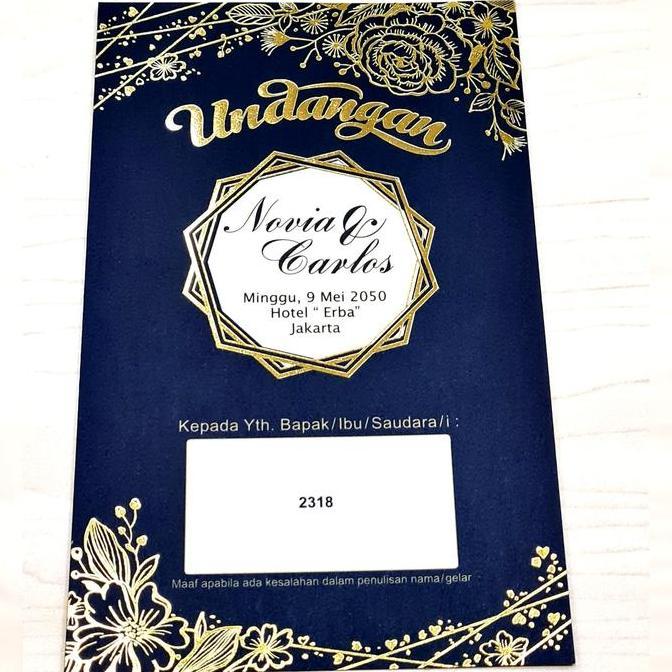 Undangan
Novia &
Carlos
Minggu, 9 Mei 2050
Hotel “ Erba”
Jakarta
Kepada Yth. Bapak/Ibu/Saudara/i :
2318
Maaf apabila ada kesalahan dalam penulisan nama/gelar